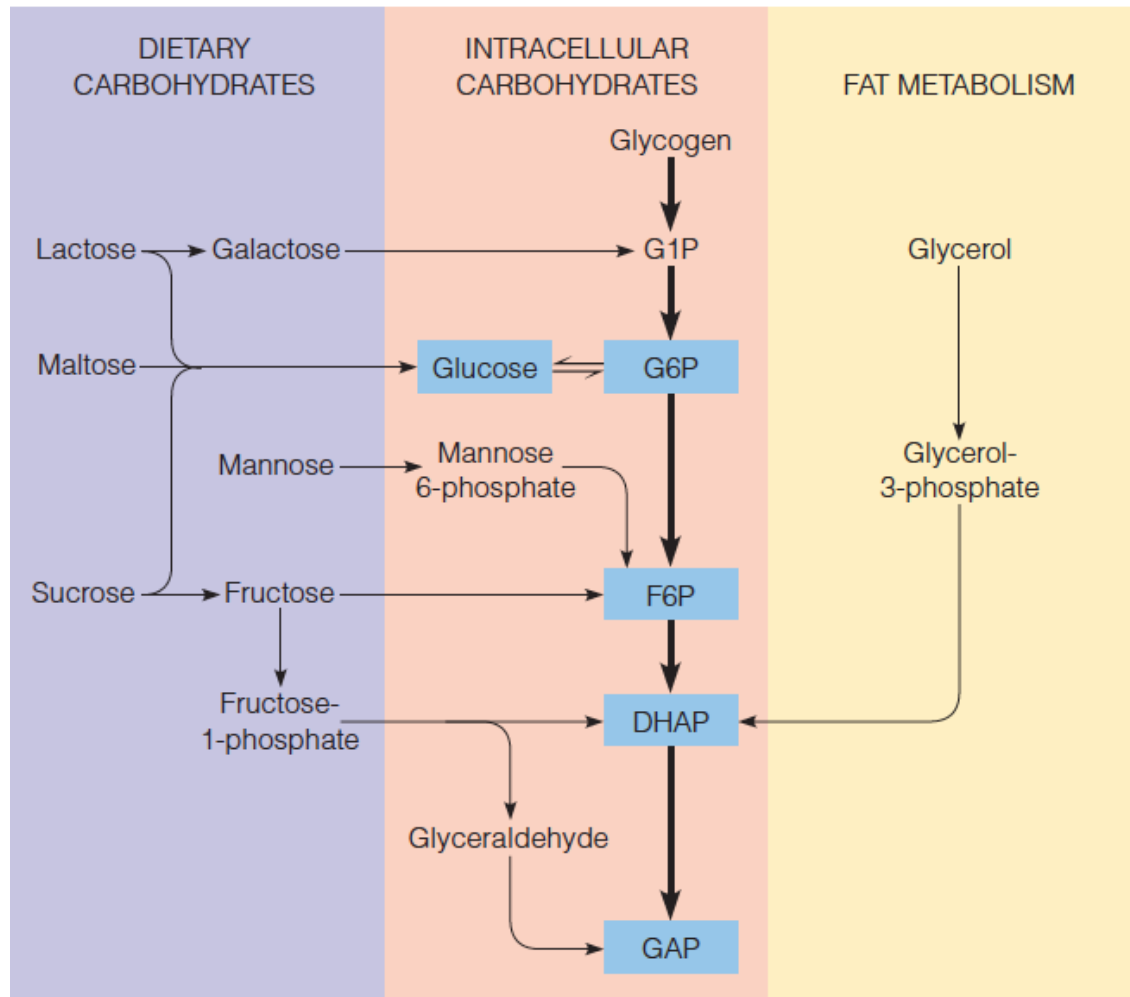 DIETARY
CARBOHYDRATES
INTRACELLULAR
CARBOHYDRATES
FAT METABOLISM
Glycogen
Lactose
Galactose
G1P
Glycerol
Maltose
Glucose
G6P
Mannose
Mannose
6-phosphate
Glycerol-
3-phosphate
Sucrose
Fructose
F6P
Fructose-
1-phosphate
DHAP
Glyceraldehyde
GAP